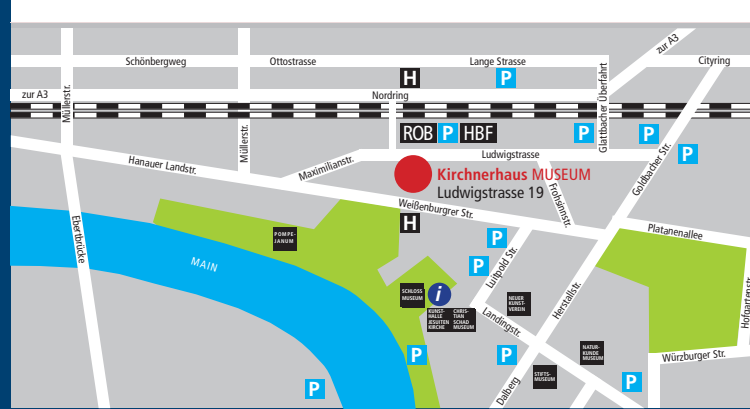 zur A3
Schönbergweg
Ottostrasse
Lange Strasse
Cityring
H
P
zur A3
Nordring
Müllerstr.
Müllerstr.
Glattbacher Überfahrt
ROB P HBF
P
P
P
Hanauer Landstr.
Maximilianstr.
Ludwigstrasse
Goldbacher Str.
Kirchnerhaus MUSEUM
Ludwigstrasse 19
Frohsinnstr.
Weißenburger Str.
H
Platanenallee
Ebertbrücke
POMPE-
JANUM
P
P
Luitpold Str.
MAIN
SCHLOSS
MUSEUM
i
NEUER
KUNST-
VEREIN
Herstallstr.
Hofgartenstr.
KUNST-
HALLE
JESUITEN
KIRCHE
CHRIS-
TIAN
SCHAD
MUSEUM
Landingstr.
P
P
NATUR-
KUNDE
MUSEUM
Würzburger Str.
STIFTS-
MUSEUM
P
P
Dalberg